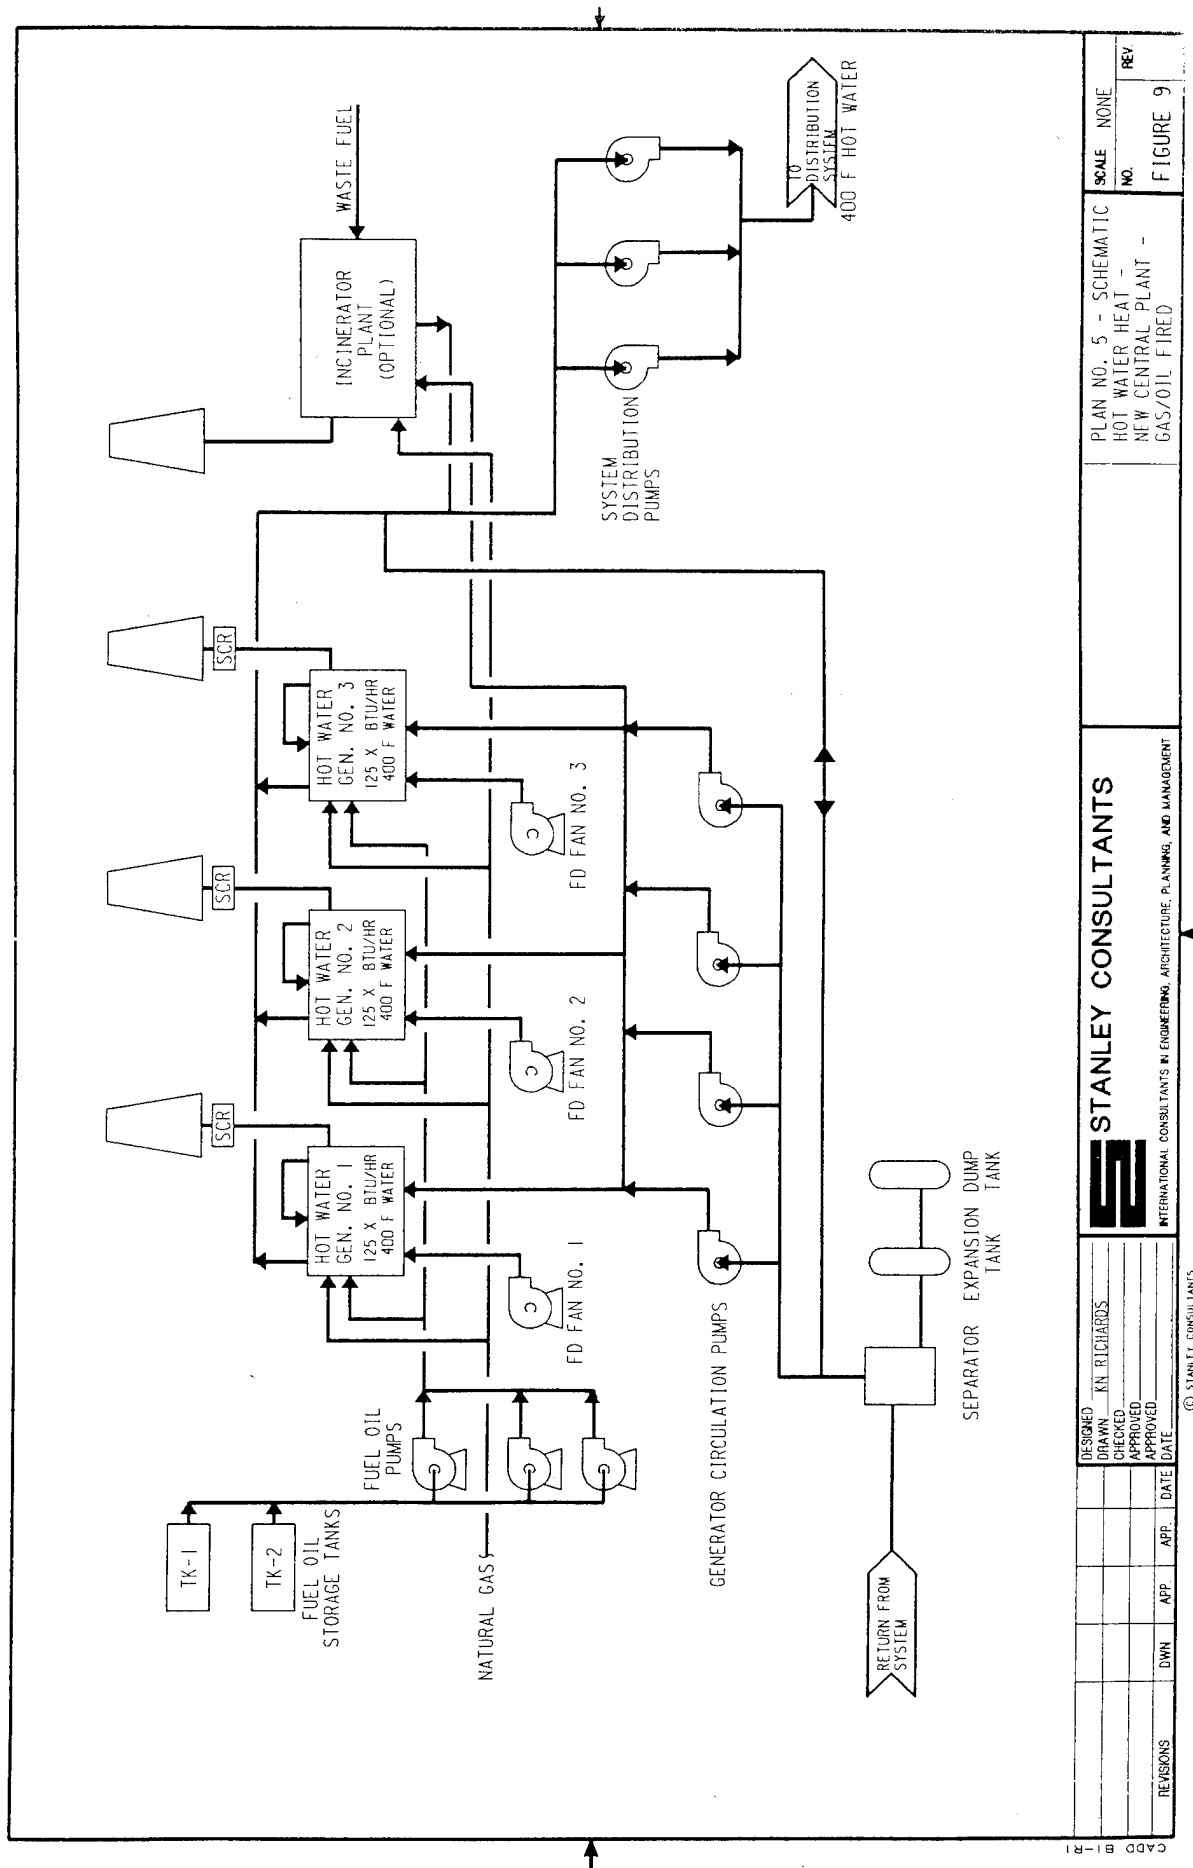 TK-1
TK-2
FUEL OIL
STORAGE TANKS
FUEL OIL
PUMPS
NATURAL GAS
SCR
HOT WATER
GEN. NO. 1
125 X BTU/HR
400 F WATER
FD FAN NO. 1
SCR
HOT WATER
GEN. NO. 2
125 X BTU/HR
400 F WATER
FD FAN NO. 2
SCR
HOT WATER
GEN. NO. 3
125 X BTU/HR
400 F WATER
FD FAN NO. 3
INCINERATOR
PLANT
(OPTIONAL)
WASTE FUEL
SYSTEM
DISTRIBUTION
PUMPS
TO
DISTRIBUTION
SYSTEM
400 F HOT WATER
GENERATOR CIRCULATION PUMPS
RETURN FROM
SYSTEM
SEPARATOR
EXPANSION
TANK
DUMP
TANK
REVISIONS
DWN
APP.
APP.
DATE
DESIGNED
DRAWN KN RICHARDS
CHECKED
APPROVED
APPROVED
DATE
STANLEY CONSULTANTS
INTERNATIONAL CONSULTANTS IN ENGINEERING, ARCHITECTURE, PLANNING, AND MANAGEMENT
PLAN NO. 5 - SCHEMATIC
HOT WATER HEAT -
NEW CENTRAL PLANT -
GAS/OIL FIRED
SCALE NONE
NO.
REV.
FIGURE 9
CADD B1-R1
© STANLEY CONSULTANTS